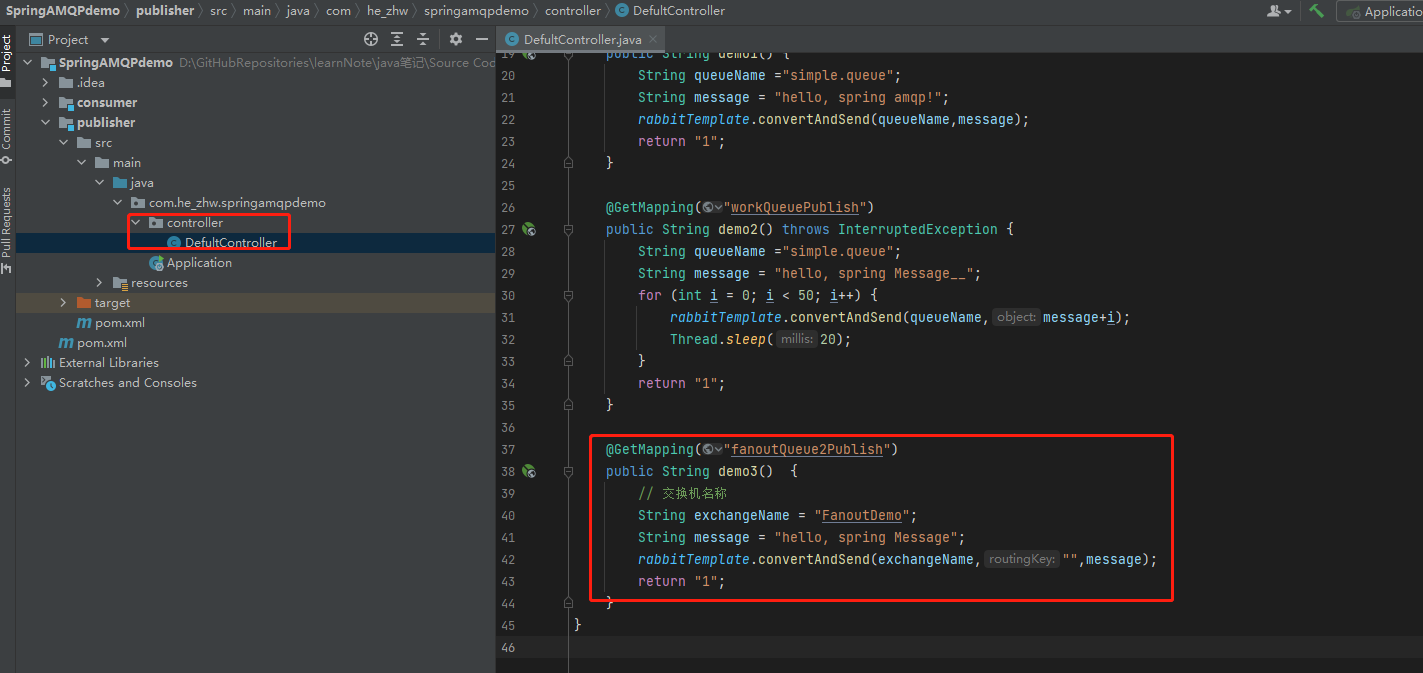 SpringAMQPdemo publisher src main java com he_zhw springamqpdemo controller DefultController Applicatio
Project
Commit
Pull Requests
Project
SpringAMQPdemo D:\GitHubRepositories\learnNote\java笔记\Source Cod
.idea
consumer
publisher
src
main
java
com.he_zhw.springamqpdemo
controller
DefultController
Application
resources
target
pom.xml
pom.xml
External Libraries
Scratches and Consoles
DefultController.java
19 public String demo1() {
20 String queueName ="simple.queue";
21 String message = "hello, spring amqp!";
22 rabbitTemplate.convertAndSend(queueName,message);
23 return "1";
24 }
25
26 @GetMapping("workQueuePublish")
27 public String demo2() throws InterruptedException {
28 String queueName ="simple.queue";
29 String message = "hello, spring Message__";
30 for (int i = 0; i < 50; i++) {
31 rabbitTemplate.convertAndSend(queueName, object: message+i);
32 Thread.sleep( millis: 20);
33 }
34 return "1";
35 }
36
37 @GetMapping("fanoutQueue2Publish")
38 public String demo3() {
39 // 交换机名称
40 String exchangeName = "FanoutDemo";
41 String message = "hello, spring Message";
42 rabbitTemplate.convertAndSend(exchangeName, routingKey: "",message);
43 return "1";
44 }
45 }
46